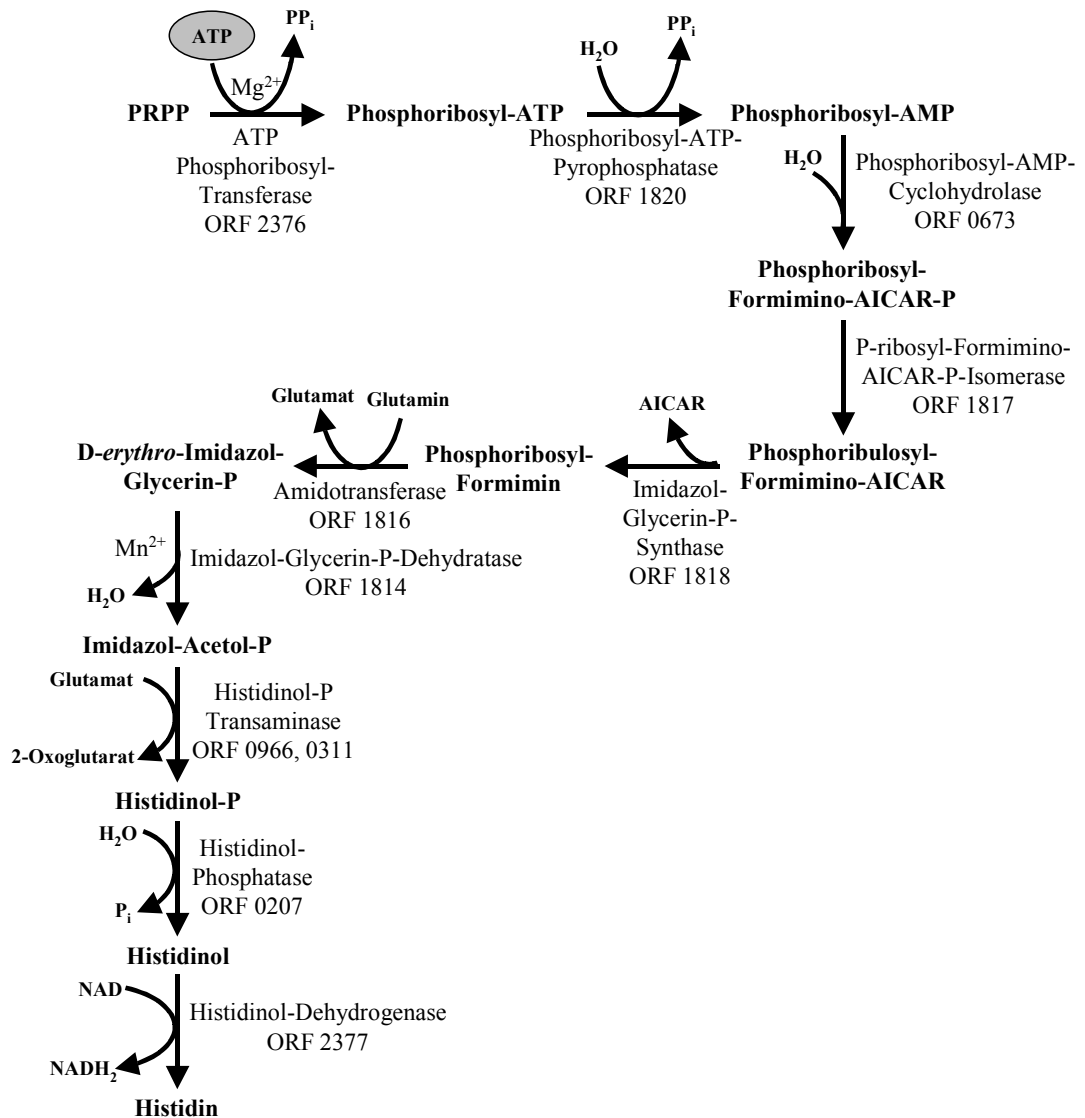 ATP
PPi
Mg2+
PRPP
ATP
Phosphoribosyl-
Transferase
ORF 2376
Phosphoribosyl-ATP
H2O
PPi
Phosphoribosyl-ATP-
Pyrophosphatase
ORF 1820
Phosphoribosyl-AMP
H2O
Phosphoribosyl-AMP-
Cyclohydrolase
ORF 0673
Phosphoribosyl-
Formimino-AICAR-P
P-ribosyl-Formimino-
AICAR-P-Isomerase
ORF 1817
Phosphoribulosyl-
Formimino-AICAR
AICAR
Imidazol-
Glycerin-P-
Synthase
ORF 1818
Phosphoribosyl-
Formimin
Glutamat
Glutamin
Amidotransferase
ORF 1816
D-erythro-Imidazol-
Glycerin-P
Mn2+
H2O
Imidazol-Glycerin-P-Dehydratase
ORF 1814
Imidazol-Acetol-P
Glutamat
2-Oxoglutarat
Histidinol-P
Transaminase
ORF 0966, 0311
Histidinol-P
H2O
Pi
Histidinol-
Phosphatase
ORF 0207
Histidinol
NAD
NADH2
Histidinol-Dehydrogenase
ORF 2377
Histidin